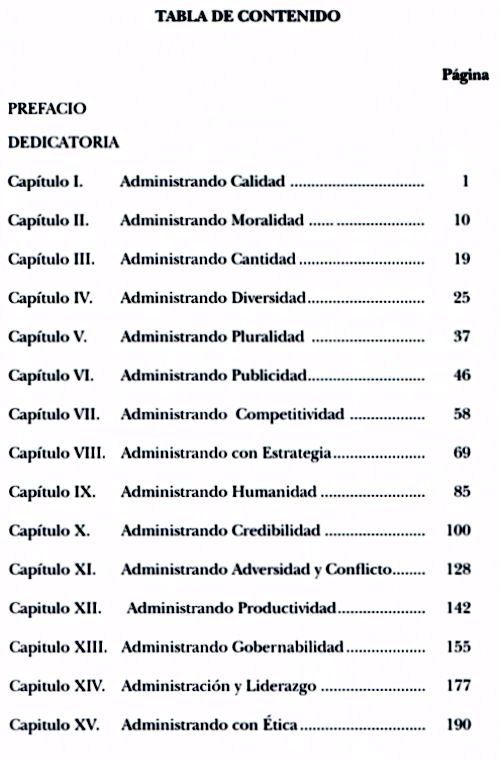 TABLA DE CONTENIDO
Página
PREFACIO
DEDICATORIA
Capítulo I. Administrando Calidad ................................ 1
Capítulo II. Administrando Moralidad ...... ..................... 10
Capítulo III. Administrando Cantidad .............................. 19
Capítulo IV. Administrando Diversidad............................ 25
Capítulo V. Administrando Pluralidad ........................... 37
Capítulo VI. Administrando Publicidad............................ 46
Capítulo VII. Administrando Competitividad .................. 58
Capítulo VIII. Administrando con Estrategia...................... 69
Capítulo IX. Administrando Humanidad ......................... 85
Capítulo X. Administrando Credibilidad ........................ 100
Capítulo XI. Administrando Adversidad y Conflicto........ 128
Capitulo XII. Administrando Productividad..................... 142
Capitulo XIII. Administrando Gobernabilidad ................... 155
Capitulo XIV. Administración y Liderazgo ......................... 177
Capitulo XV. Administrando con Ética .............................. 190